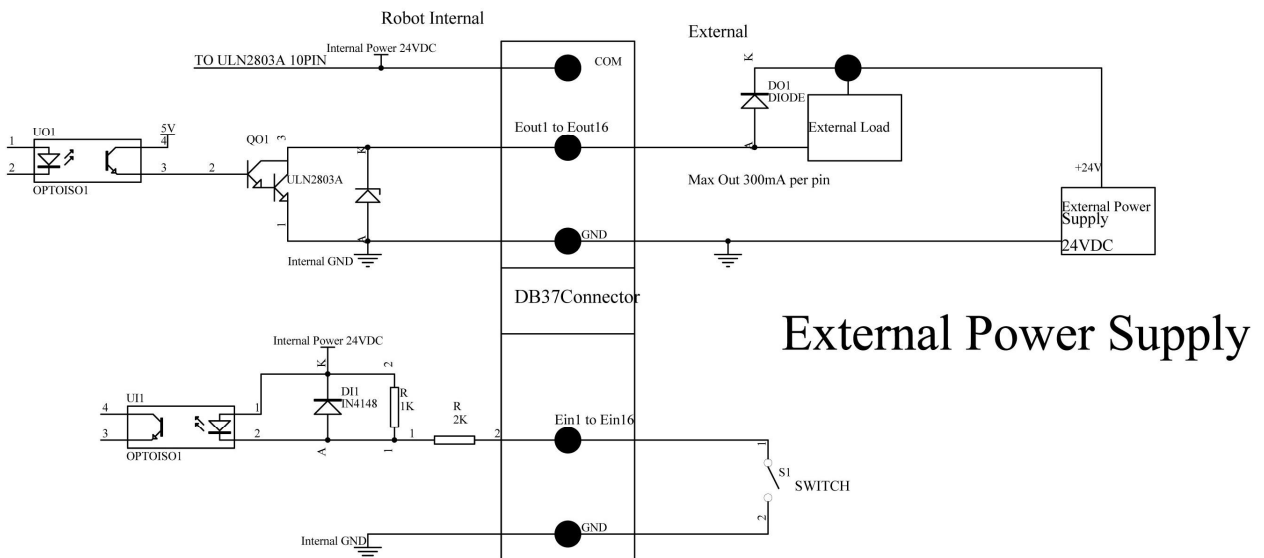 Robot Internal
External
Internal Power 24VDC
TO ULN2803A 10PIN
COM
K
DO1
DIODE
External Load
A
UO1
5V
1
4
2
3
OPTOISO1
2
QO1
3
ULN2803A
1
K
A
Eout1 to Eout16
Max Out 300mA per pin
+24V
External Power
Supply
24VDC
GND
Internal GND
DB37Connector
External Power Supply
Internal Power 24VDC
K
2
UI1
4
1
3
2
OPTOISO1
DI1
IN4148
R
1K
A
1
1
R
2K
2
Ein1 to Ein16
1
S1
SWITCH
2
GND
Internal GND